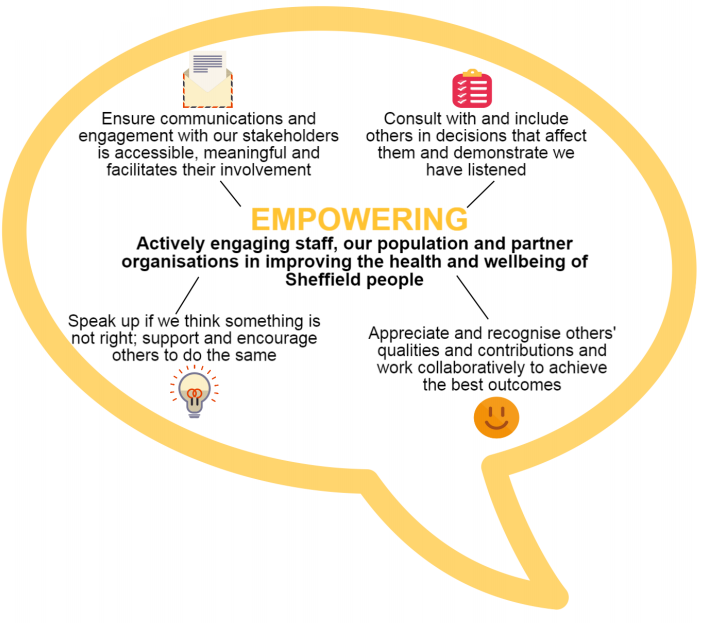 Ensure communications and
engagement with our stakeholders
is accessible, meaningful and
facilitates their involvement
Consult with and include
others in decisions that affect
them and demonstrate we
have listened
EMPOWERING
Actively engaging staff, our population and partner
organisations in improving the health and wellbeing of
Sheffield people
Speak up if we think something is
not right; support and encourage
others to do the same
Appreciate and recognise others'
qualities and contributions and
work collaboratively to achieve
the best outcomes